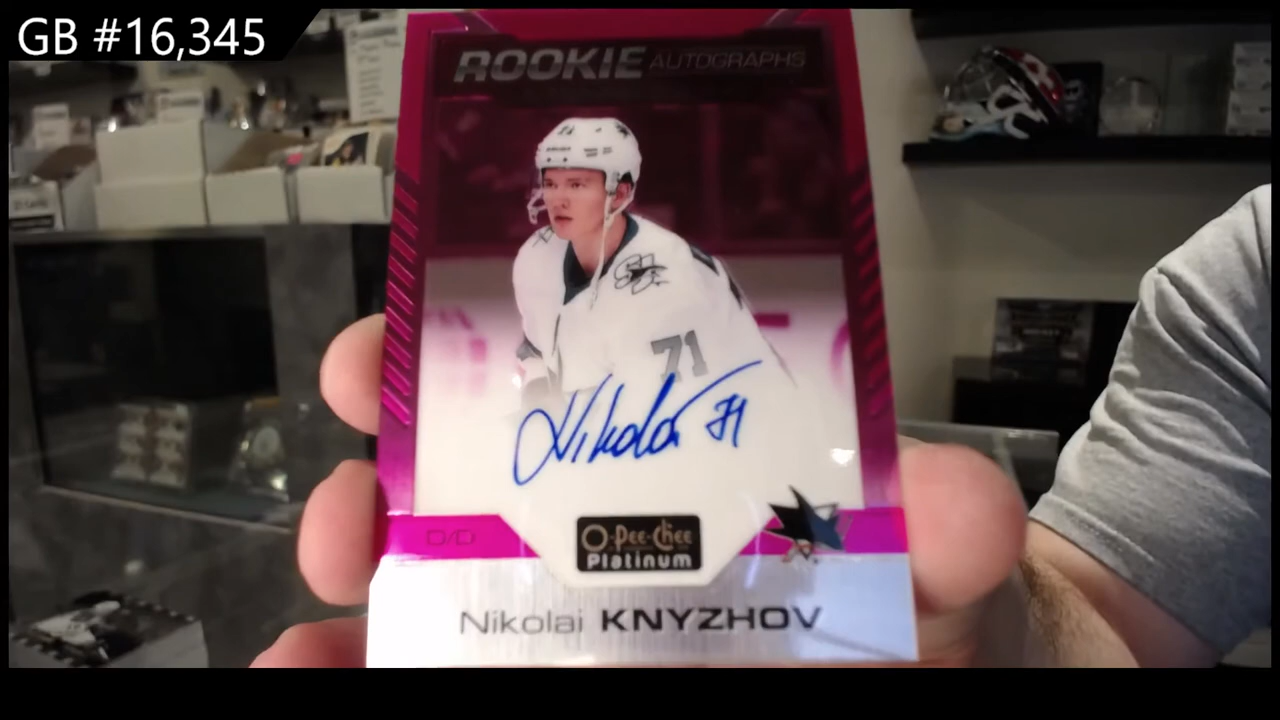 GB #16,345
ROOKIE AUTOGRAPHS
71
Nikolai 71
D/D
O-Pee-Chee
Platinum
Nikolai KNYZHOV